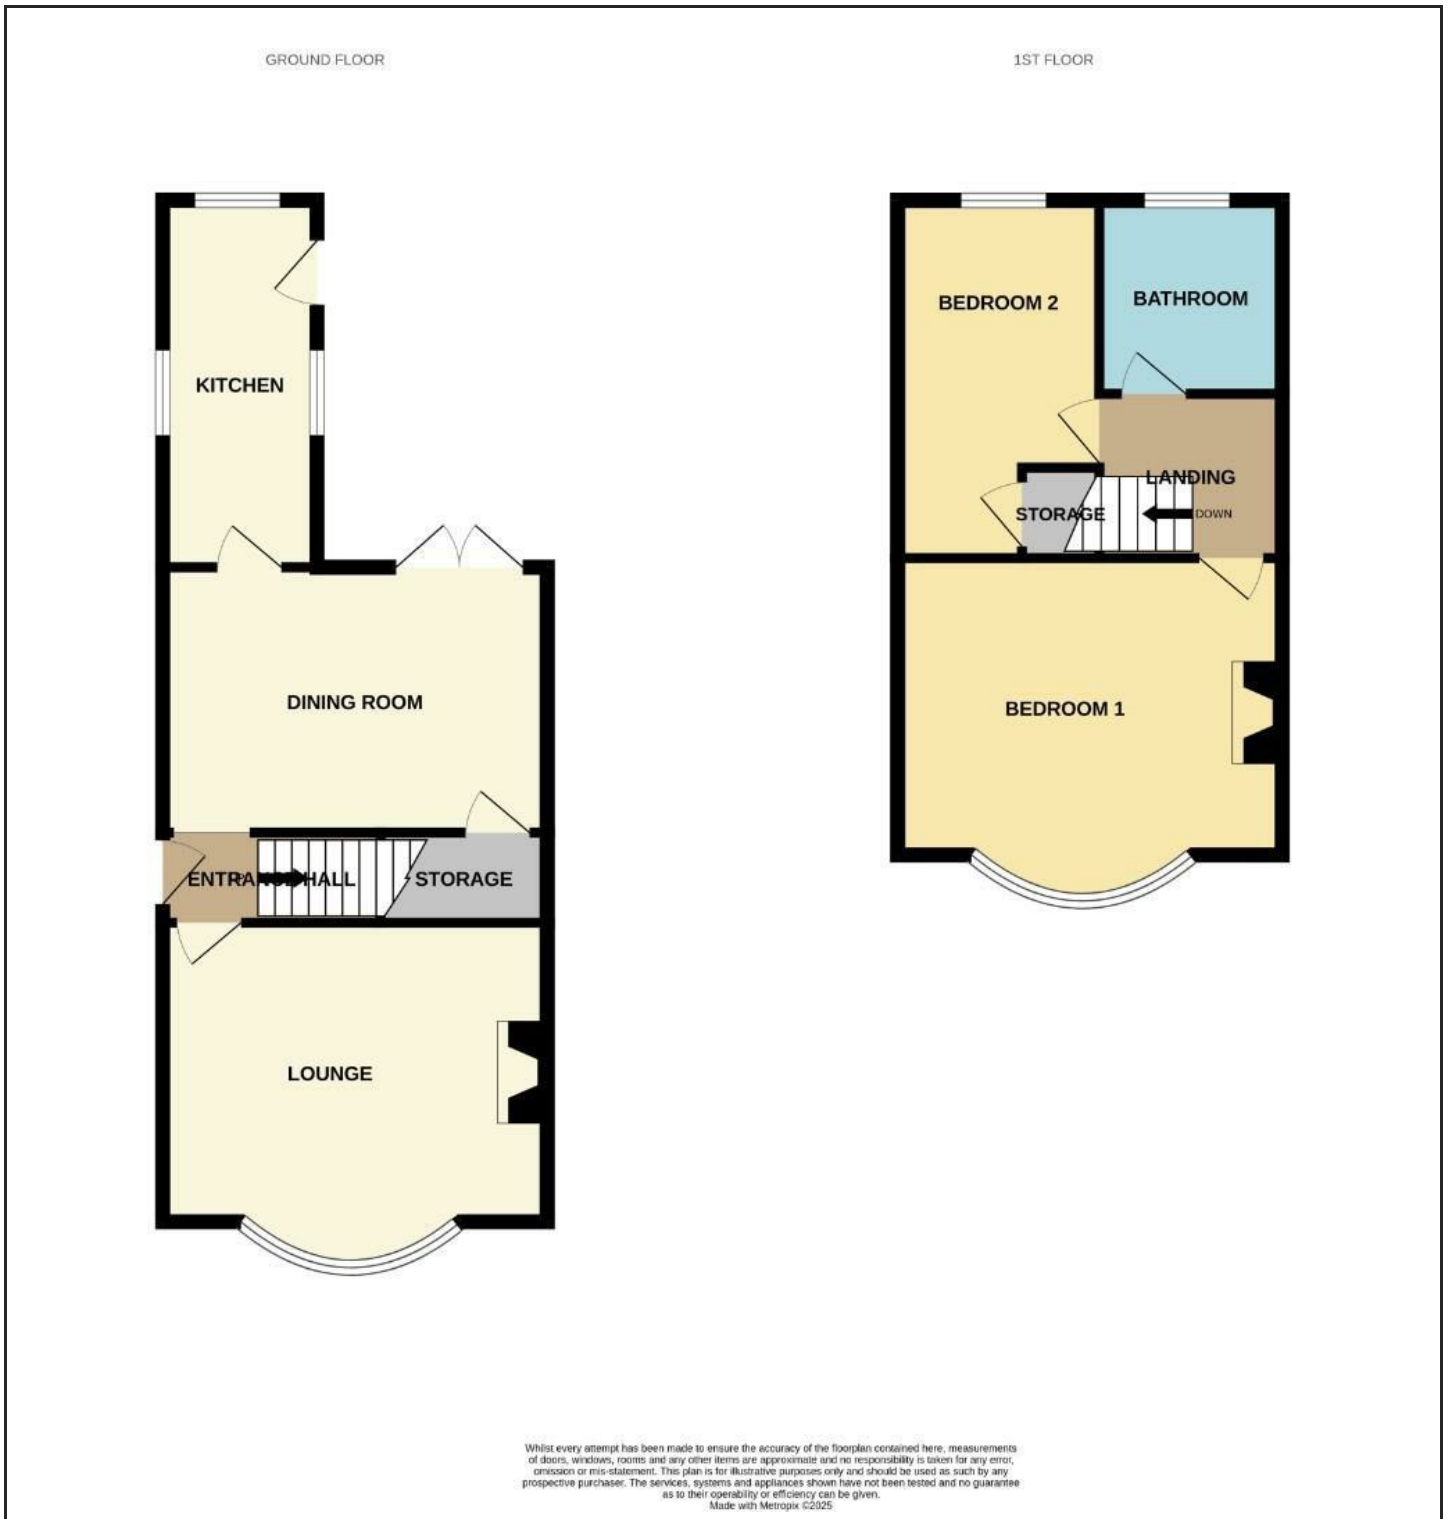 GROUND FLOOR
KITCHEN
DINING ROOM
ENTRANCE HALL
STORAGE
LOUNGE
1ST FLOOR
BEDROOM 2
BATHROOM
LANDING
STORAGE
DOWN
BEDROOM 1
Whilst every attempt has been made to ensure the accuracy of the floorplan contained here, measurements
of doors, windows, rooms and any other items are approximate and no responsibility is taken for any error,
omission or mis-statement. This plan is for illustrative purposes only and should be used as such by any
prospective purchaser. The services, systems and appliances shown have not been tested and no guarantee
as to their operability or efficiency can be given.
Made with Metropix ©2025